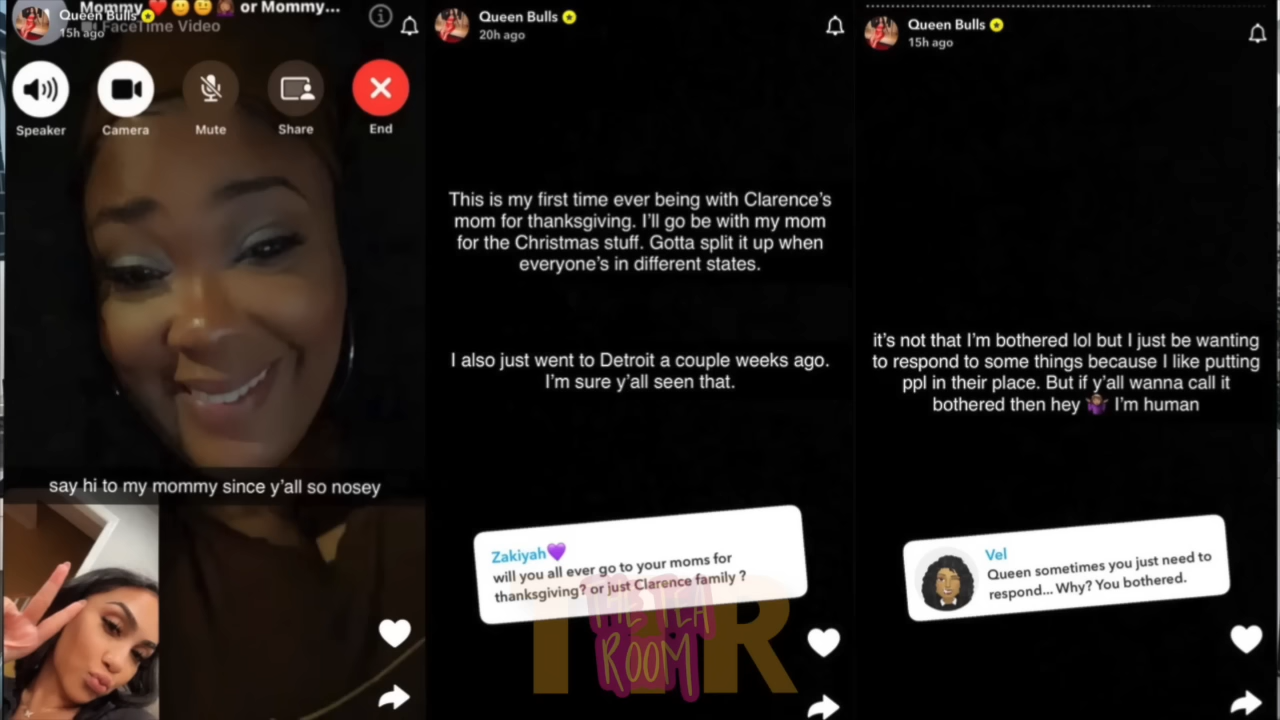 Mommy ❤️ 😊 😊 🤦🏽‍♀️ or Mommy...
Queen Bulls
15h ago
FaceTime Video
Speaker
Camera
Mute
Share
End
say hi to my mommy since y'all so nosey
Queen Bulls
20h ago
This is my first time ever being with Clarence's
mom for thanksgiving. I'll go be with my mom
for the Christmas stuff. Gotta split it up when
everyone's in different states.
I also just went to Detroit a couple weeks ago.
I'm sure y'all seen that.
Zakiyah💜
will you all ever go to your moms for
thanksgiving? or just Clarence family ?
THE TEA
ROOM
Queen Bulls
15h ago
it's not that I'm bothered lol but I just be wanting
to respond to some things because I like putting
ppl in their place. But if y'all wanna call it
bothered then hey 🤷🏾‍♀️ I'm human
Vel
Queen sometimes you just need to
respond... Why? You bothered.